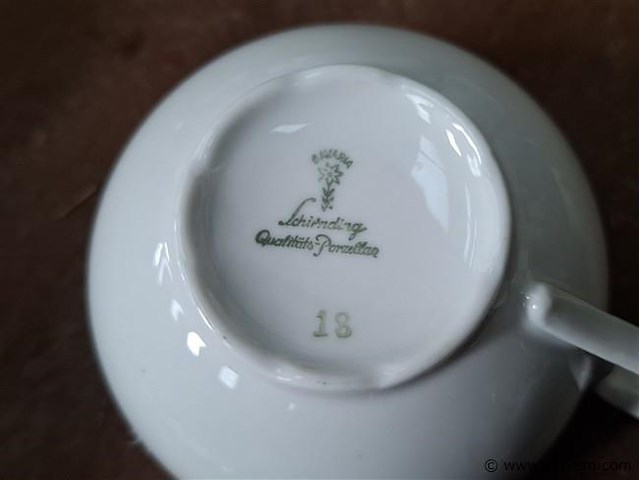 BAVARIA
Schirnding
Qualitäts-Porzellan
18